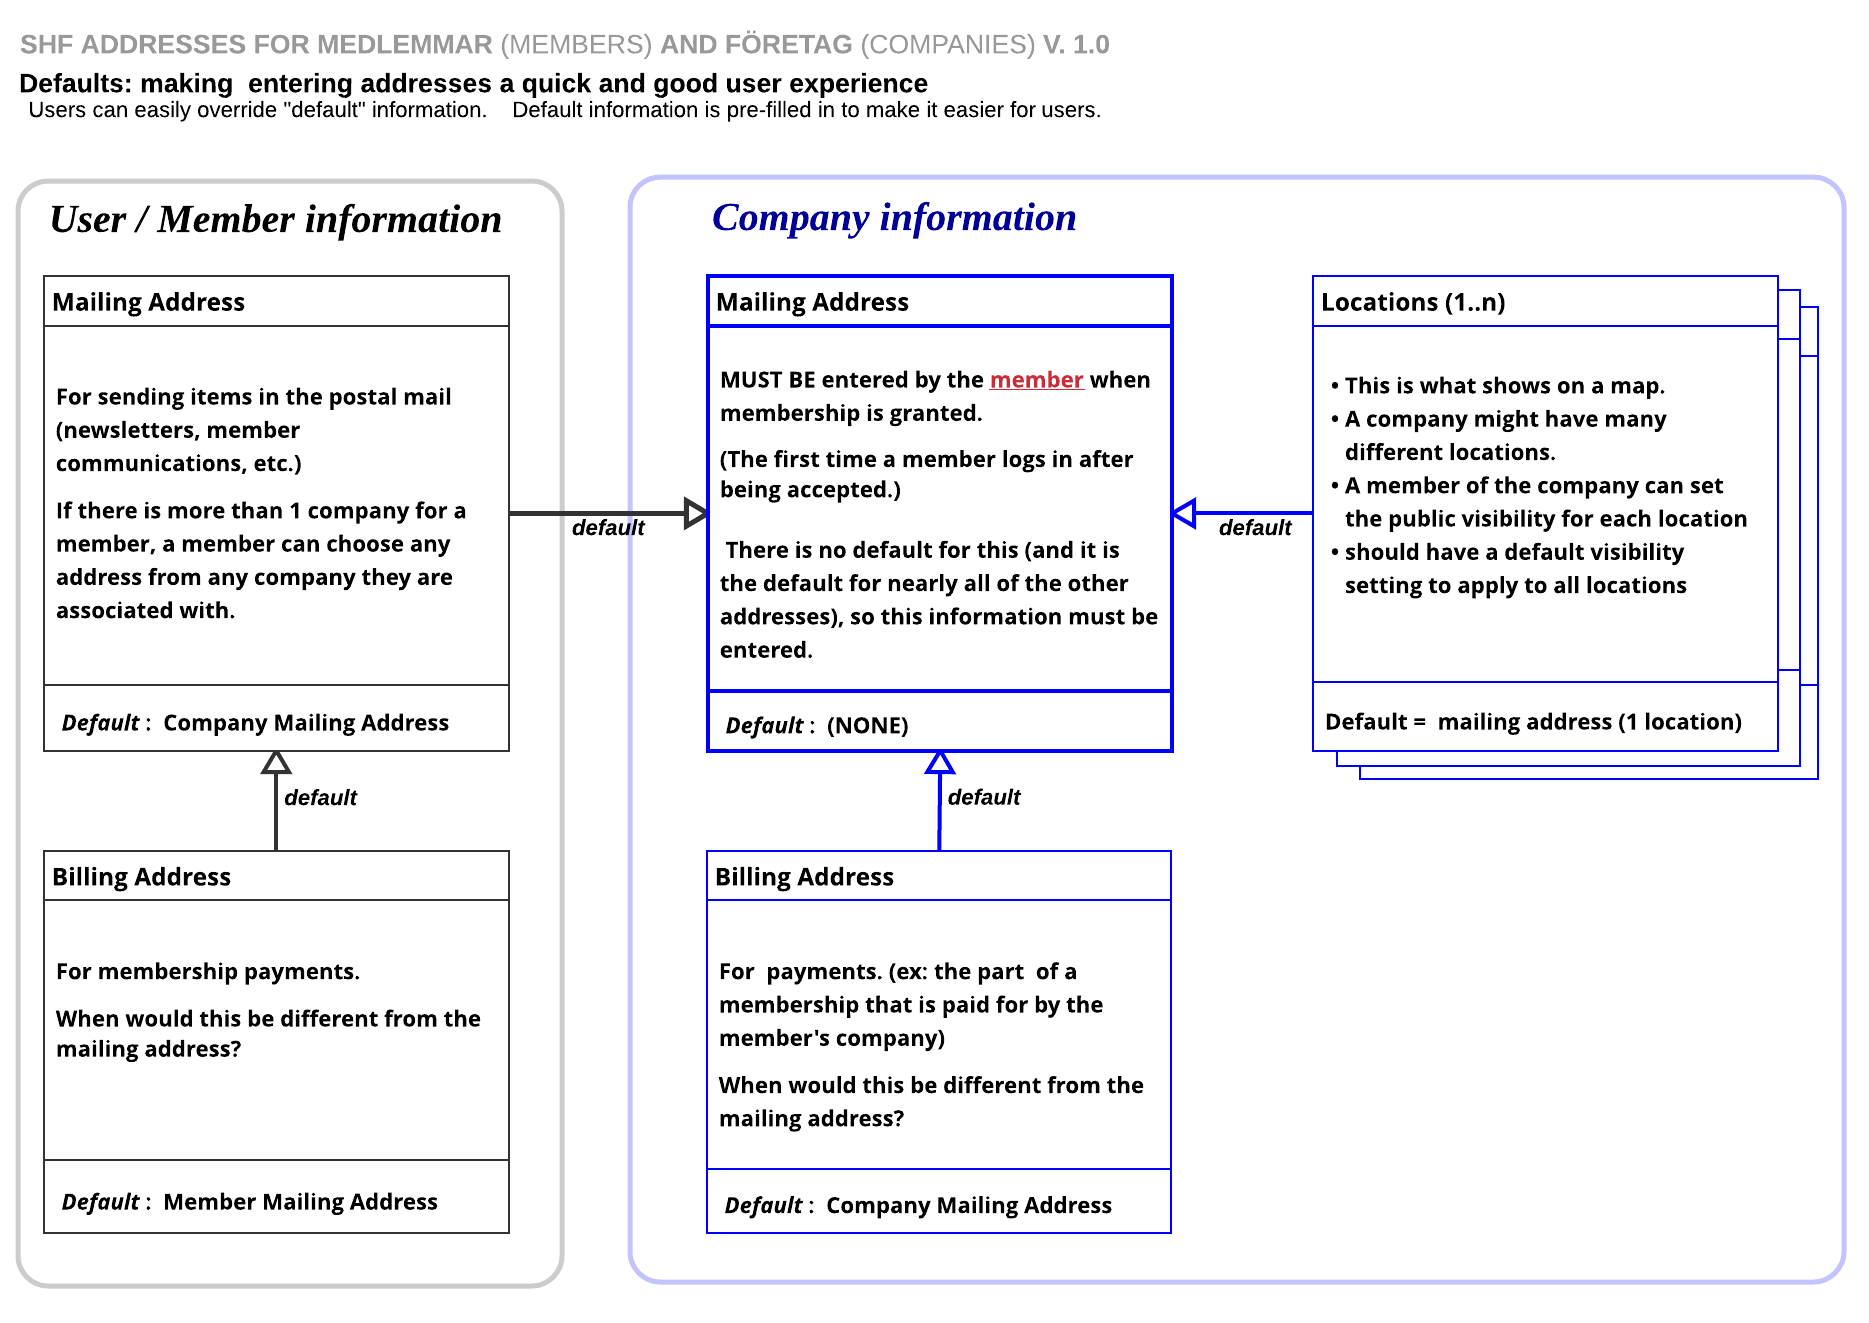 SHF ADDRESSES FOR MEDLEMMAR (MEMBERS) AND FÖRETAG (COMPANIES) V. 1.0
Defaults: making  entering addresses a quick and good user experience
Users can easily override "default" information.    Default information is pre-filled in to make it easier for users.
User / Member information
Mailing Address
For sending items in the postal mail
(newsletters, member
communications, etc.)
If there is more than 1 company for a
member, a member can choose any
address from any company they are
associated with.
Default :  Company Mailing Address
default
default
Billing Address
For membership payments.
When would this be different from the
mailing address?
Default :  Member Mailing Address
Company information
Mailing Address
MUST BE entered by the member when
membership is granted.
(The first time a member logs in after
being accepted.)
There is no default for this (and it is
the default for nearly all of the other
addresses), so this information must be
entered.
Default :  (NONE)
default
default
Billing Address
For  payments. (ex: the part  of a
membership that is paid for by the
member's company)
When would this be different from the
mailing address?
Default :  Company Mailing Address
Locations (1..n)
• This is what shows on a map.
• A company might have many
different locations.
• A member of the company can set
the public visibility for each location
• should have a default visibility
setting to apply to all locations
Default =  mailing address (1 location)